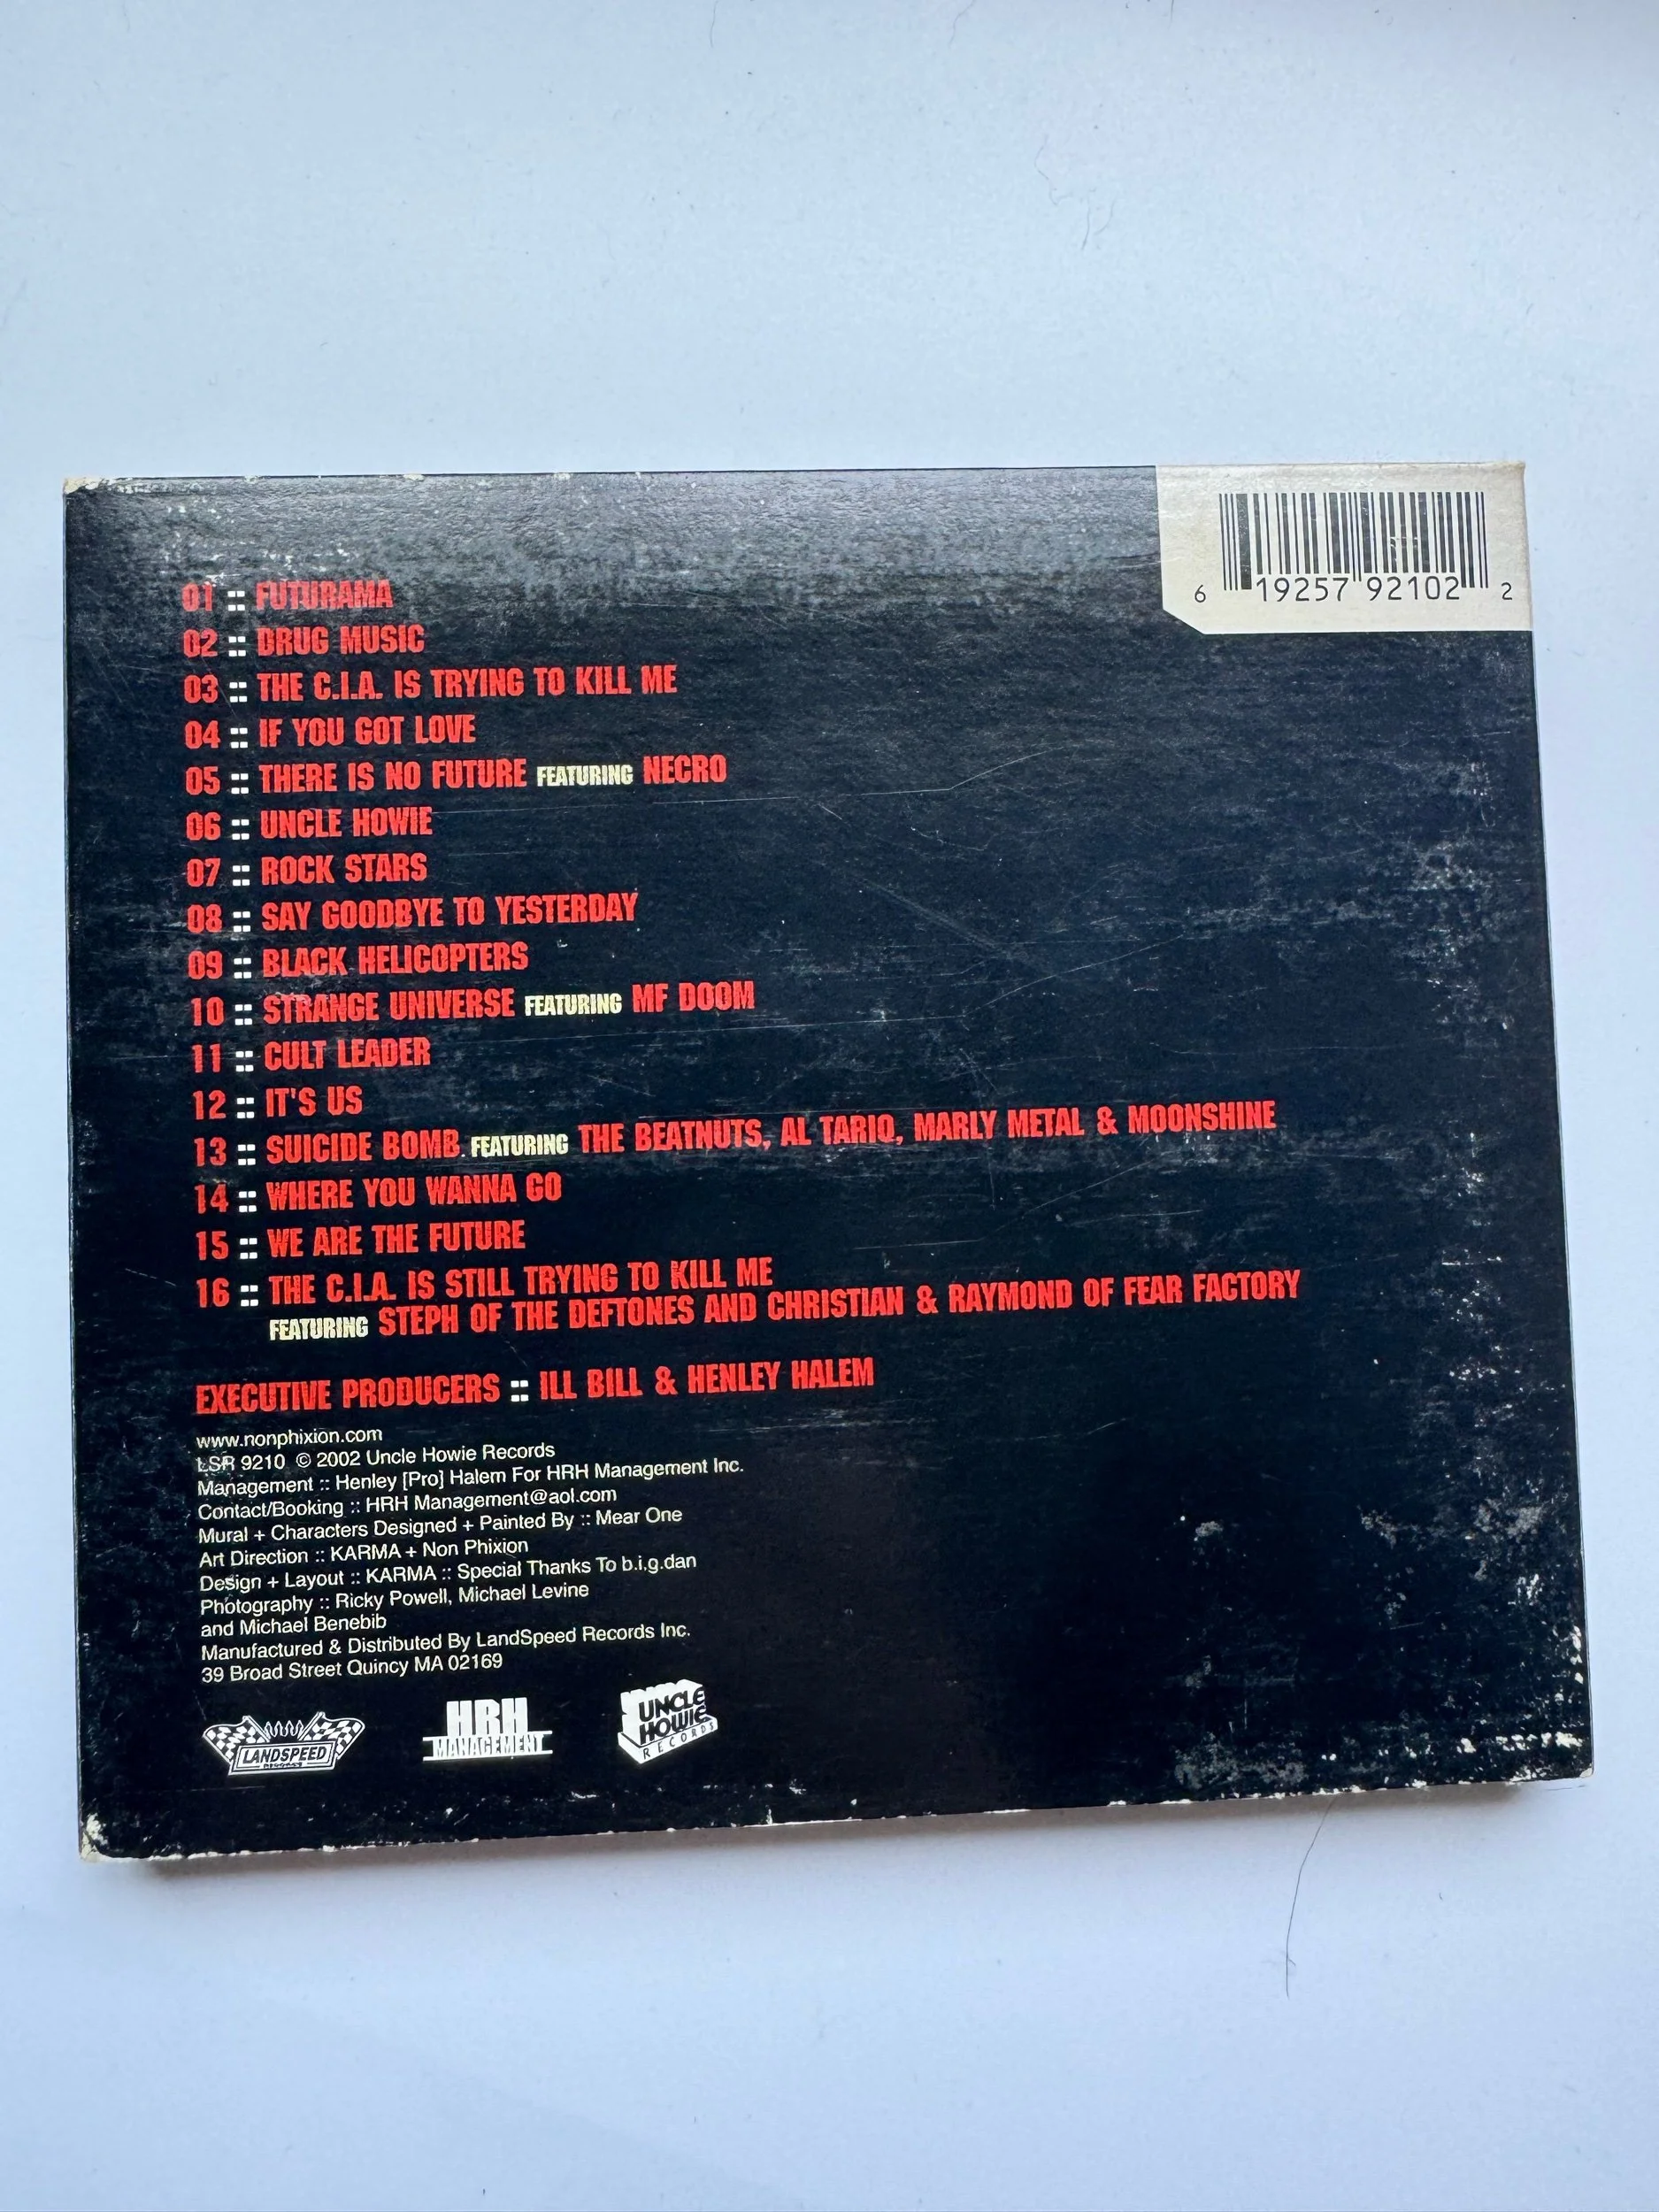 6 19257 92102 2
01 :: FUTURAMA
02 :: DRUG MUSIC
03 :: THE C.I.A. IS TRYING TO KILL ME
04 :: IF YOU GOT LOVE
05 :: THERE IS NO FUTURE FEATURING NECRO
06 :: UNCLE HOWIE
07 :: ROCK STARS
08 :: SAY GOODBYE TO YESTERDAY
09 :: BLACK HELICOPTERS
10 :: STRANGE UNIVERSE FEATURING MF DOOM
11 :: CULT LEADER
12 :: IT'S US
13 :: SUICIDE BOMB FEATURING THE BEATNUTS, AL TARIQ, MARLY METAL & MOONSHINE
14 :: WHERE YOU WANNA GO
15 :: WE ARE THE FUTURE
16 :: THE C.I.A. IS STILL TRYING TO KILL ME
FEATURING STEPH OF THE DEFTONES AND CHRISTIAN & RAYMOND OF FEAR FACTORY
EXECUTIVE PRODUCERS :: ILL BILL & HENLEY HALEM
www.nonphixion.com
LSR 9210 © 2002 Uncle Howie Records
Management :: Henley [Pro] Halem For HRH Management Inc.
Contact/Booking :: HRH Management@aol.com
Mural + Characters Designed + Painted By :: Mear One
Art Direction :: KARMA + Non Phixion
Design + Layout :: KARMA :: Special Thanks To b.i.g.dan
Photography :: Ricky Powell, Michael Levine
and Michael Benebib
Manufactured & Distributed By LandSpeed Records Inc.
39 Broad Street Quincy MA 02169
LANDSPEED
RECORDS
HRH
MANAGEMENT
UNCLE
HOWIE
RECORDS